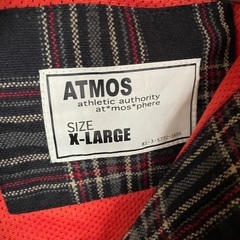 ATMOS
athletic authority
at*mos*phere
SIZE
X-LARGE